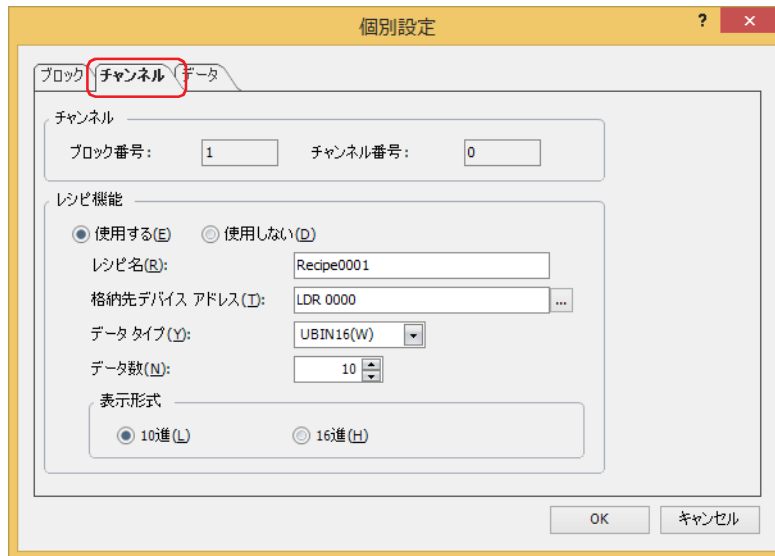 個別設定
? ×
ブロック チャンネル データ
チャンネル
ブロック番号: 1 チャンネル番号: 0
レシピ機能
使用する(E) 使用しない(D)
レシピ名(R): Recipe0001
格納先デバイス アドレス(T): LDR 0000 ...
データ タイプ(Y): UBIN16(W)
データ数(N): 10
表示形式
10進(L) 16進(H)
OK キャンセル